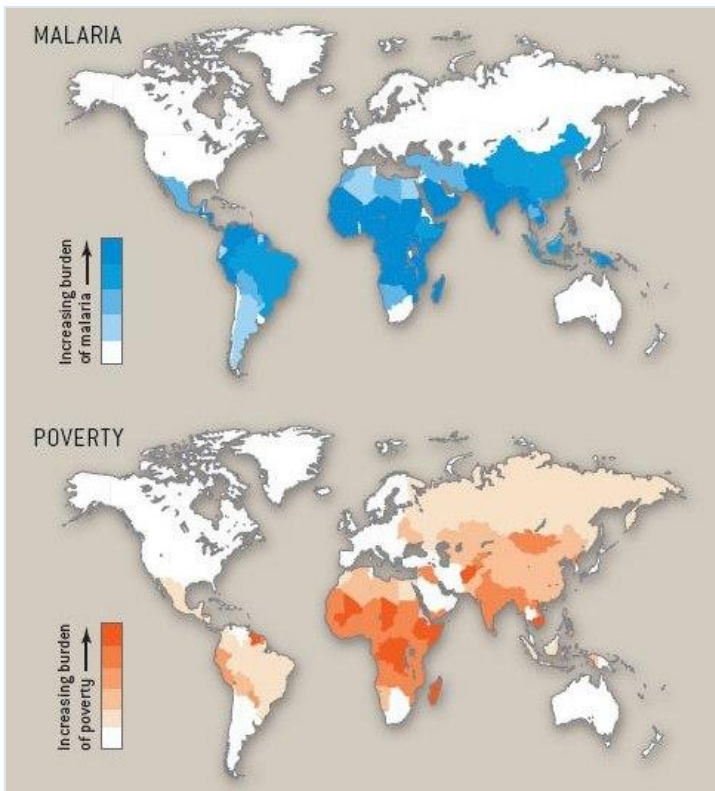 MALARIA
Increasing burden
of malaria
POVERTY
Increasing burden
of poverty